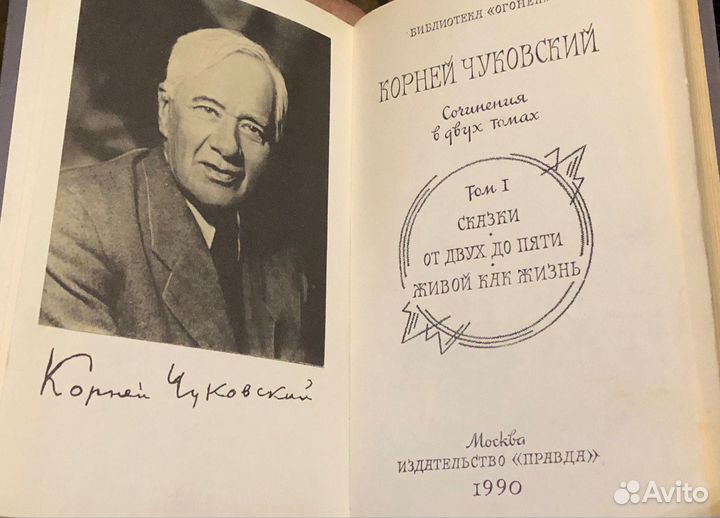 Корней Чуковский
БИБЛИОТЕКА «ОГОНЕК»
КОРНЕЙ ЧУКОВСКИЙ
Сочинения
в двух томах
Том I
СКАЗКИ
•
ОТ ДВУХ ДО ПЯТИ
•
ЖИВОЙ КАК ЖИЗНЬ
Москва
ИЗДАТЕЛЬСТВО «ПРАВДА»
1990
Avito